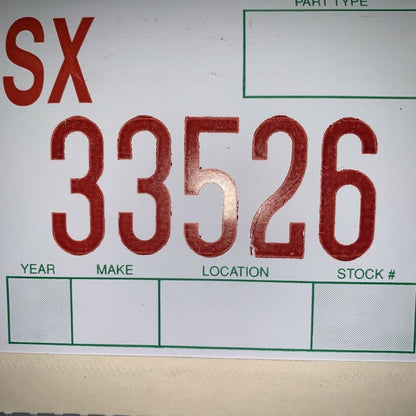 PART TYPE
SX
33526
YEAR MAKE LOCATION STOCK #